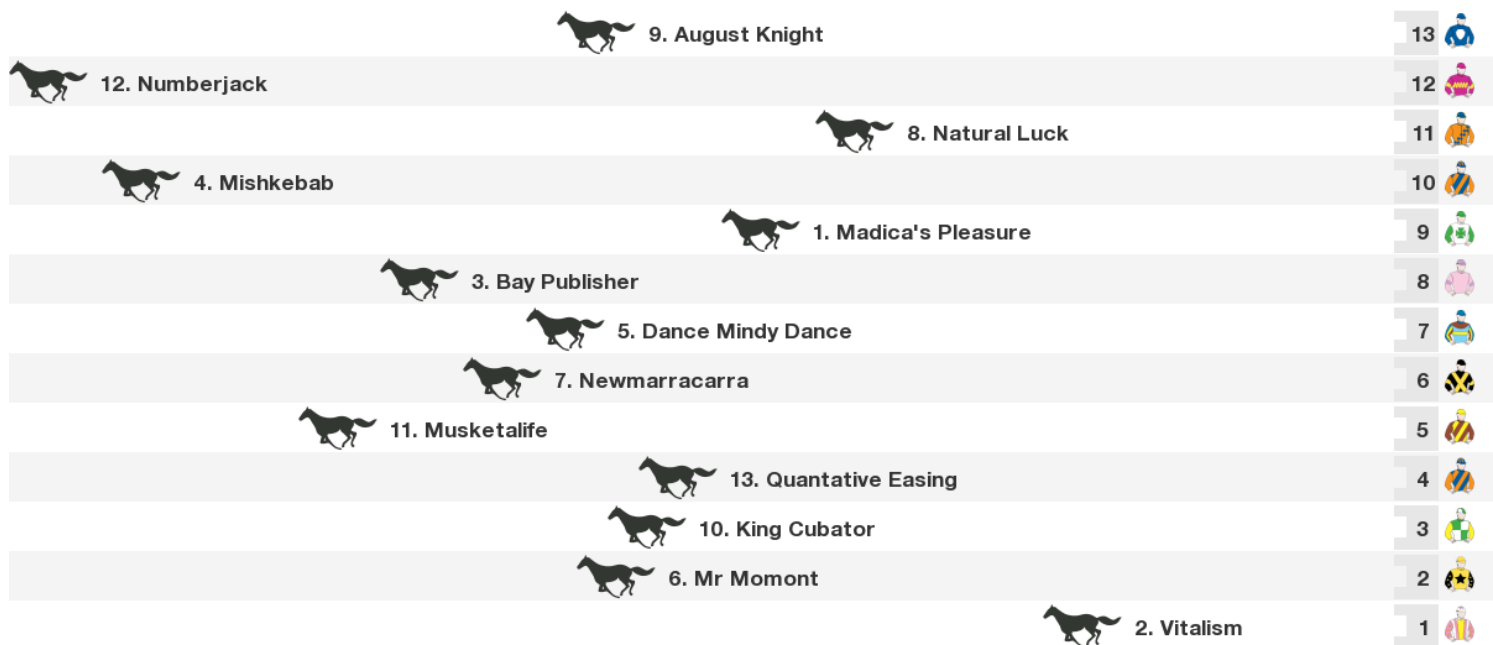 9. August Knight 13
12. Numberjack 12
8. Natural Luck 11
4. Mishkebab 10
1. Madica's Pleasure 9
3. Bay Publisher 8
5. Dance Mindy Dance 7
7. Newmarracarra 6
11. Musketalife 5
13. Quantative Easing 4
10. King Cubator 3
6. Mr Momont 2
2. Vitalism 1